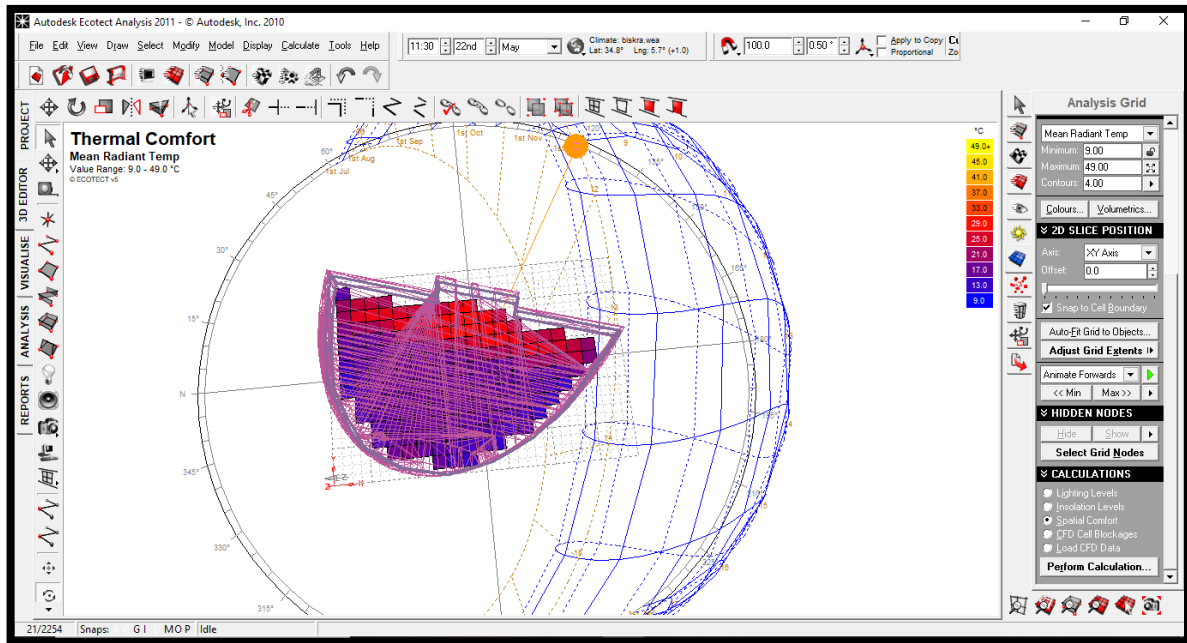 Autodesk Ecotect Analysis 2011 - © Autodesk, Inc. 2010
File Edit View Draw Select Modify Model Display Calculate Tools Help
11:30 22nd May
Climate: biskra.wea
Lat: 34.8° Lng: 5.7° (+1.0)
100.0 0.50 °
Apply to Copy
Proportional
PROJECT
3D EDITOR
VISUALISE
ANALYSIS
REPORTS
Thermal Comfort
Mean Radiant Temp
Value Range: 9.0 - 49.0 °C
© ECOTECT v5
1st Jul
1st Aug
1st Sep
1st Oct
1st Nov
60°
45°
30°
15°
N
345°
330°
315°
120
135°
165°
9
10
12
14
15
°C
49.0+
45.0
41.0
37.0
33.0
29.0
25.0
21.0
17.0
13.0
9.0
Analysis Grid
Mean Radiant Temp
Minimum: 9.00
Maximum: 49.00
Contours: 4.00
Colours... Volumetrics...
2D SLICE POSITION
Axis: XY Axis
Offset: 0.0
Snap to Cell Boundary
Auto-Fit Grid to Objects...
Adjust Grid Extents
Animate Forwards
<< Min Max >>
HIDDEN NODES
Hide Show
Select Grid Nodes
CALCULATIONS
Lighting Levels
Insolation Levels
Spatial Comfort
CFD Cell Blockages
Load CFD Data
Perform Calculation...
21/2254 Snaps: G I M O P Idle